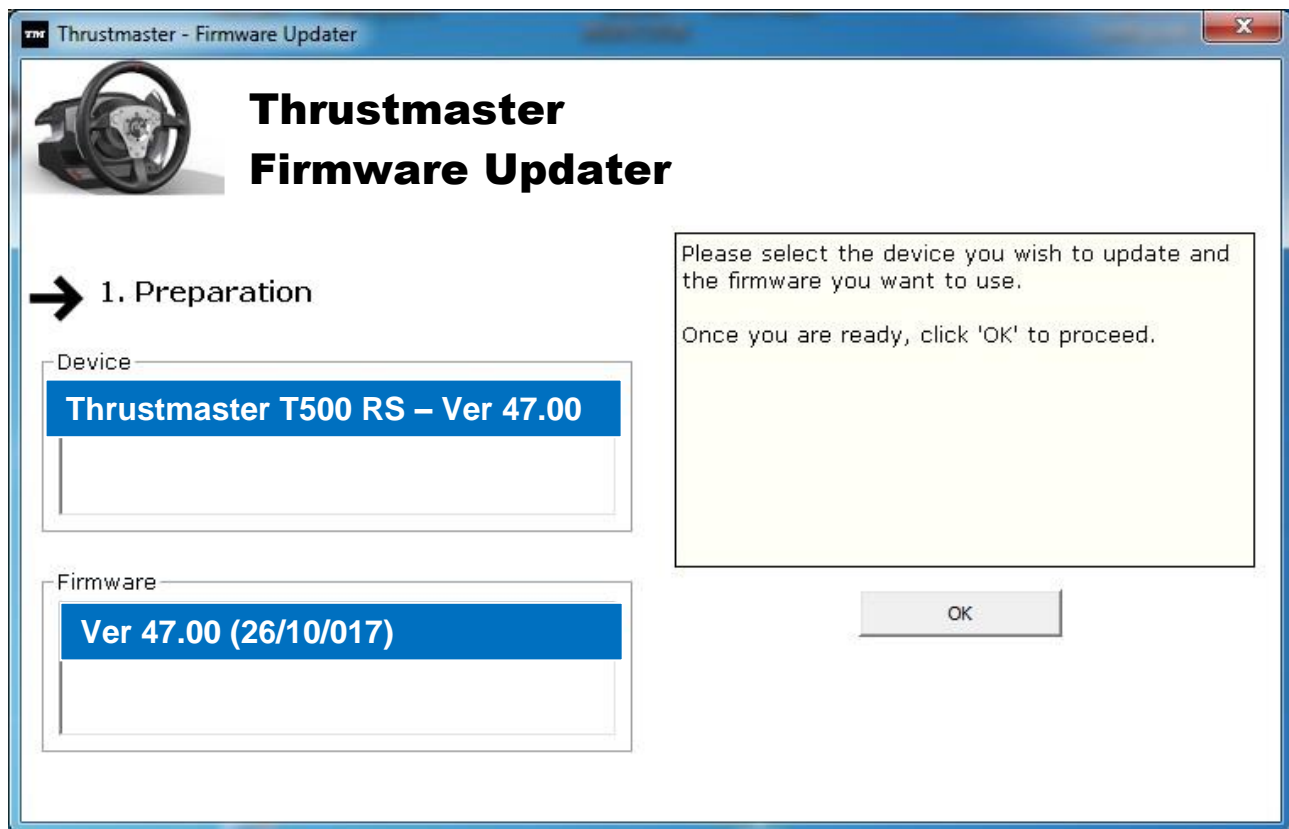 Thrustmaster - Firmware Updater
Thrustmaster
Firmware Updater
1. Preparation
Please select the device you wish to update and
the firmware you want to use.
Once you are ready, click 'OK' to proceed.
Device
Thrustmaster T500 RS – Ver 47.00
Firmware
Ver 47.00 (26/10/017)
OK